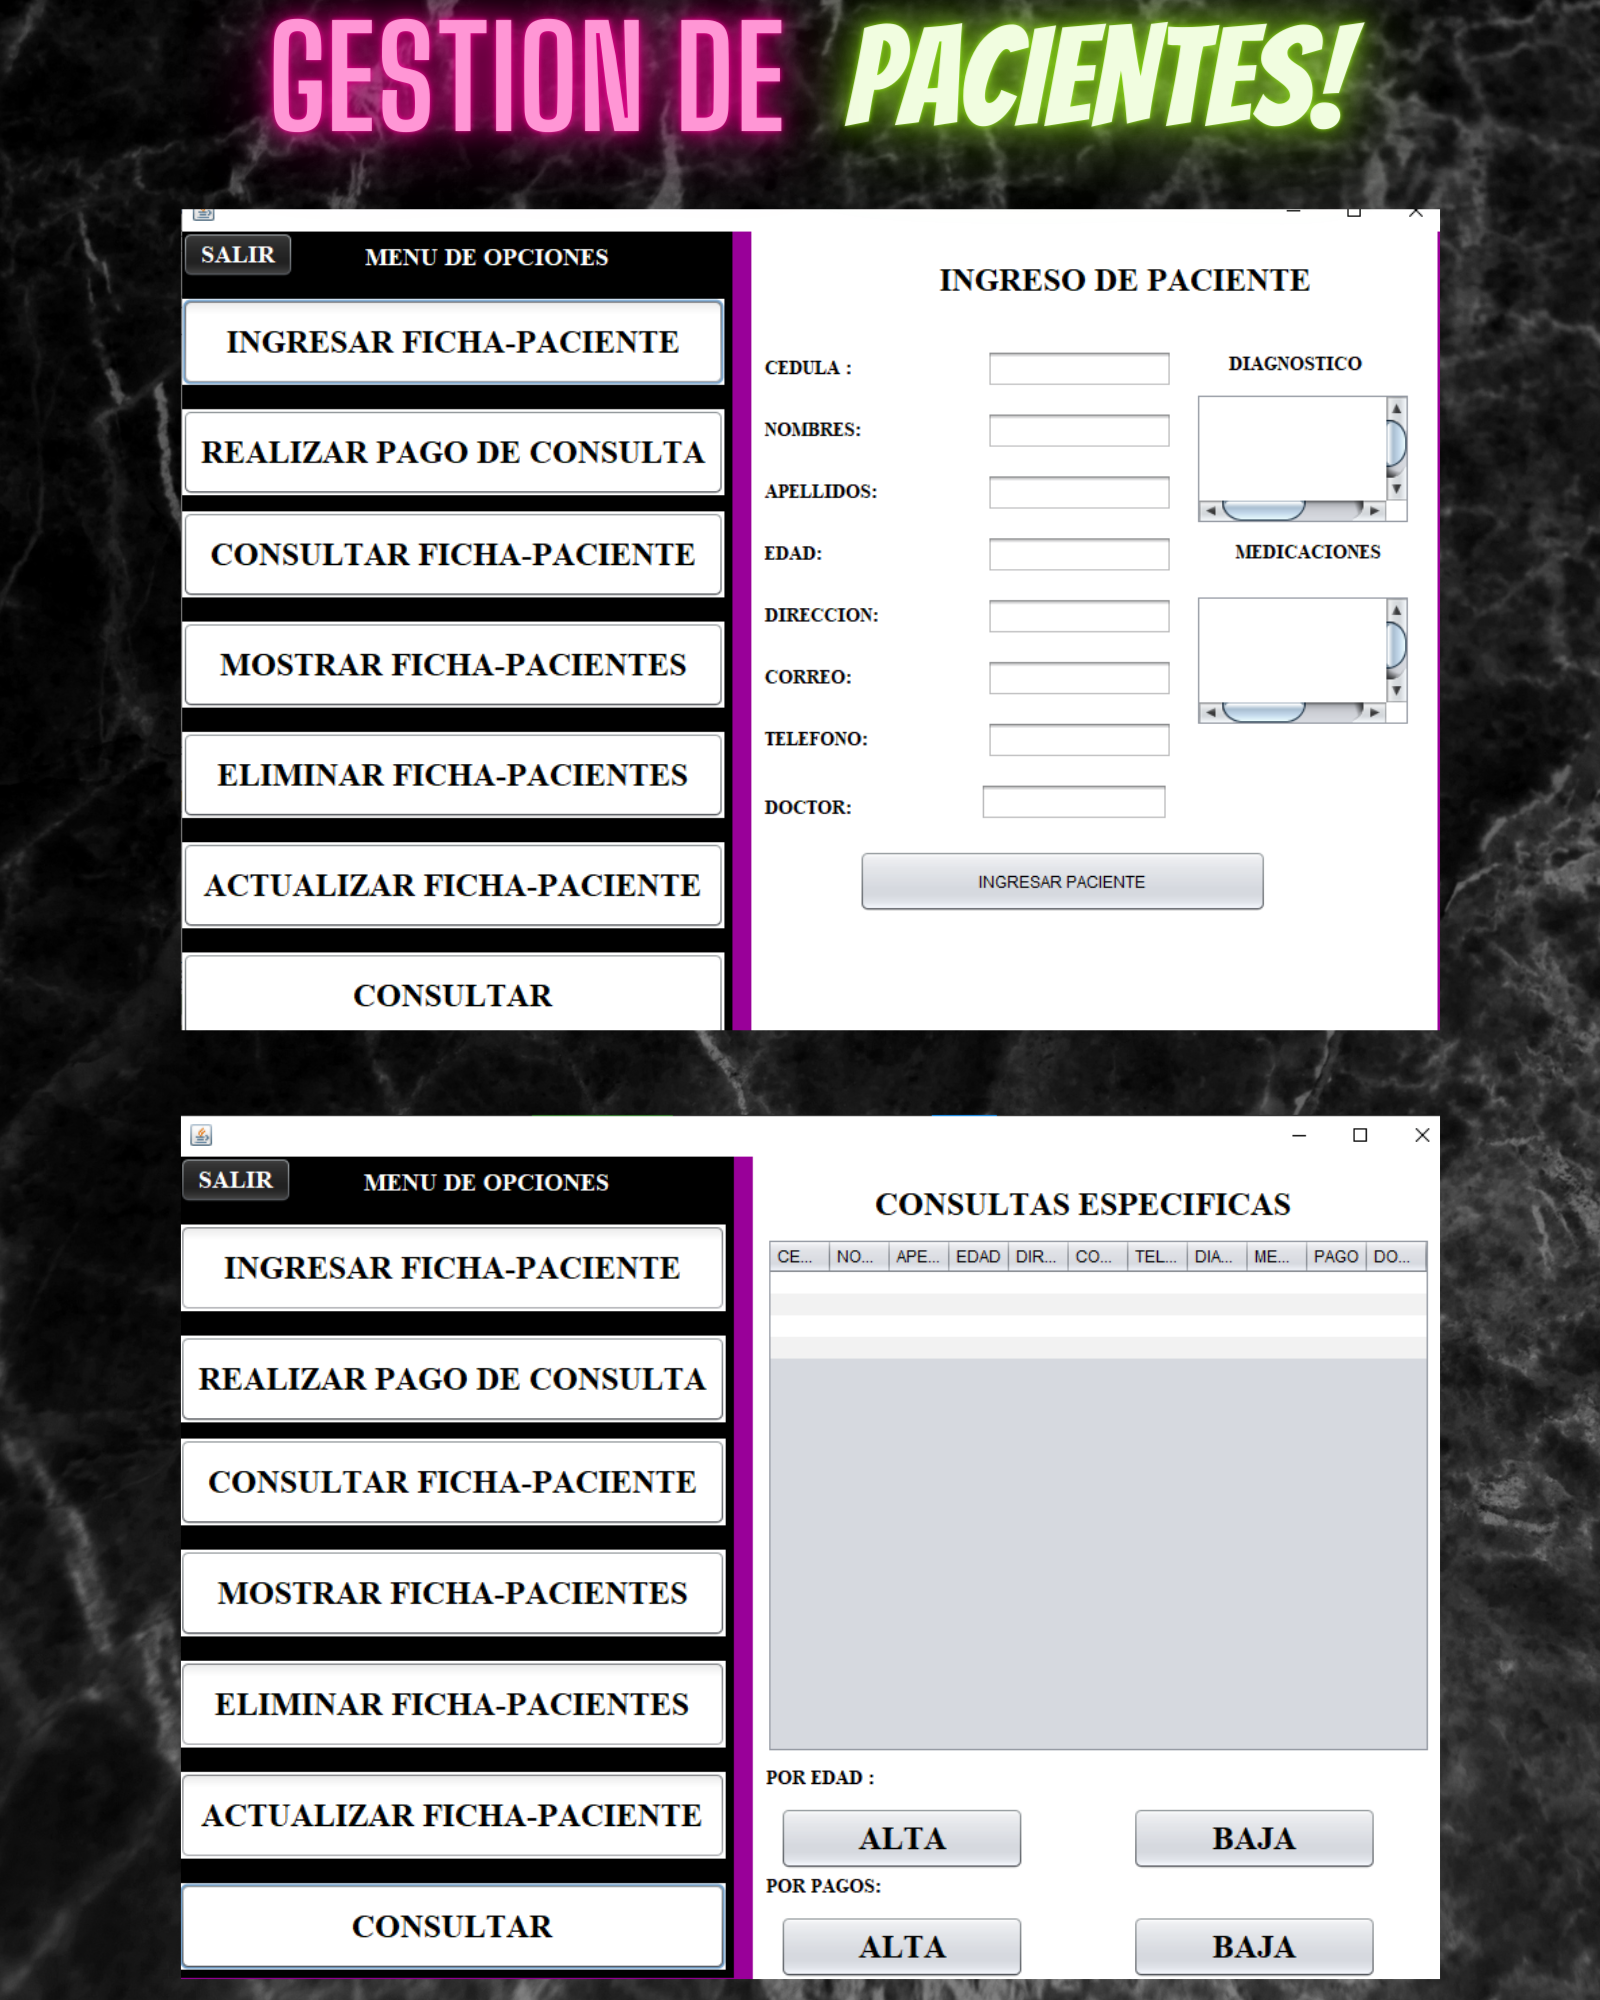 GESTION DE PACIENTES!
SALIR
MENU DE OPCIONES
INGRESAR FICHA-PACIENTE
REALIZAR PAGO DE CONSULTA
CONSULTAR FICHA-PACIENTE
MOSTRAR FICHA-PACIENTES
ELIMINAR FICHA-PACIENTES
ACTUALIZAR FICHA-PACIENTE
CONSULTAR
INGRESO DE PACIENTE
CEDULA :
NOMBRES:
APELLIDOS:
EDAD:
DIRECCION:
CORREO:
TELEFONO:
DOCTOR:
DIAGNOSTICO
MEDICACIONES
INGRESAR PACIENTE
SALIR
MENU DE OPCIONES
INGRESAR FICHA-PACIENTE
REALIZAR PAGO DE CONSULTA
CONSULTAR FICHA-PACIENTE
MOSTRAR FICHA-PACIENTES
ELIMINAR FICHA-PACIENTES
ACTUALIZAR FICHA-PACIENTE
CONSULTAR
CONSULTAS ESPECIFICAS
CE... NO... APE... EDAD DIR... CO... TEL... DIA... ME... PAGO DO...
POR EDAD :
ALTA BAJA
POR PAGOS:
ALTA BAJA